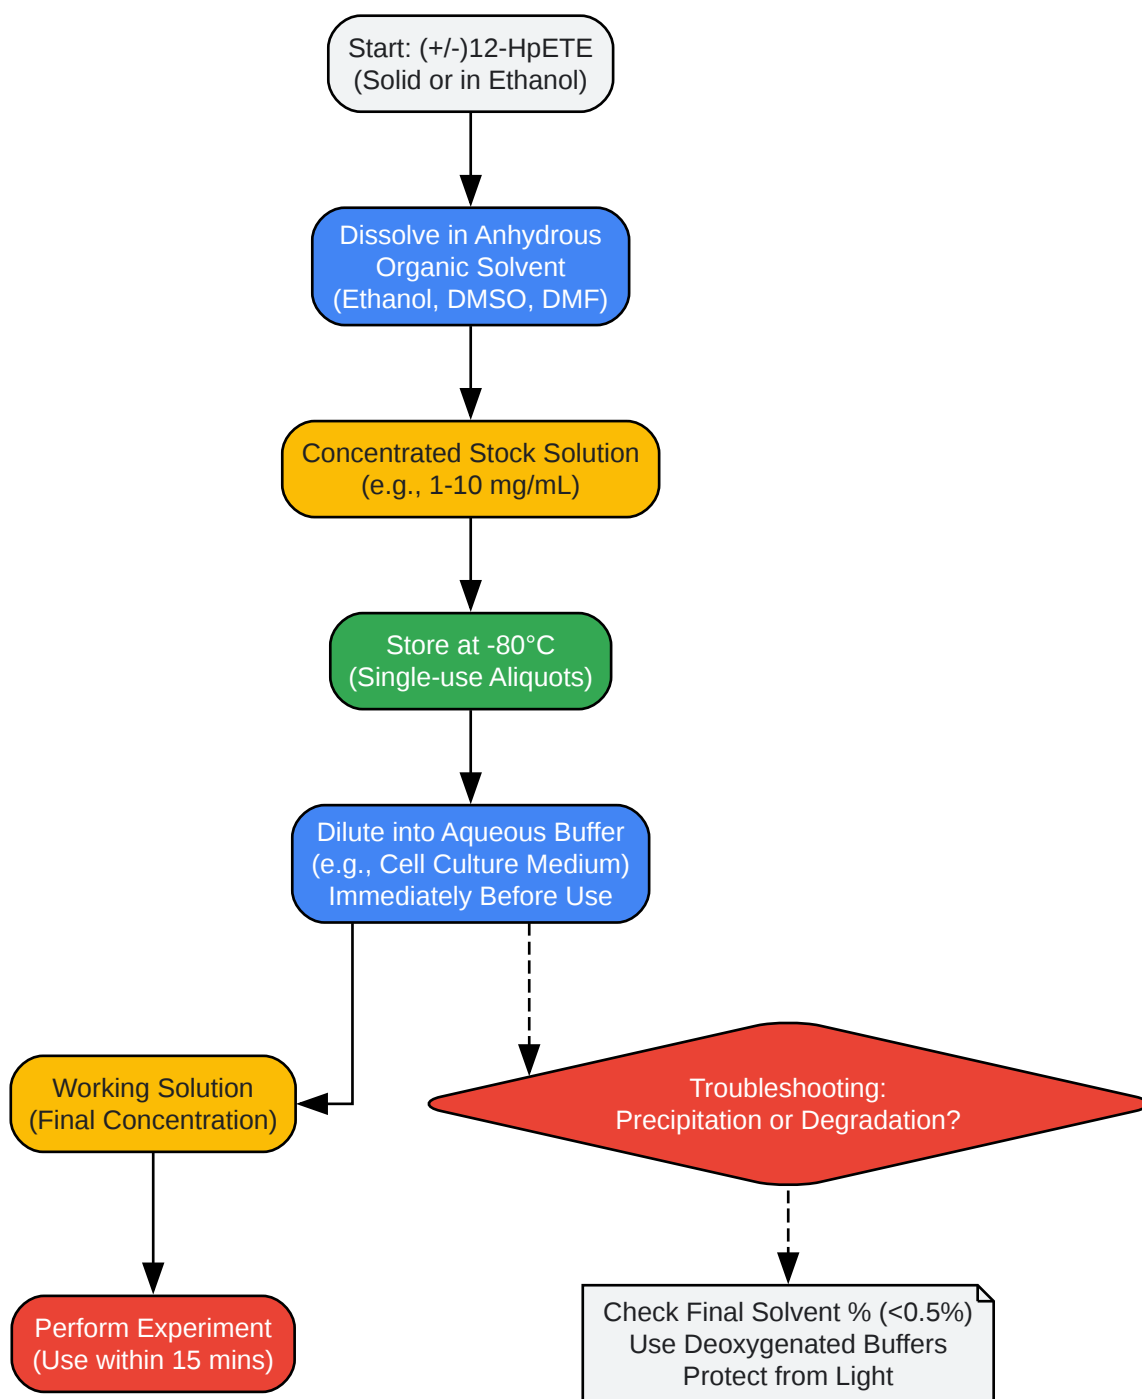 Start: (+/-)12-HpETE
(Solid or in Ethanol)
Dissolve in Anhydrous
Organic Solvent
(Ethanol, DMSO, DMF)
Concentrated Stock Solution
(e.g., 1-10 mg/mL)
Store at -80°C
(Single-use Aliquots)
Dilute into Aqueous Buffer
(e.g., Cell Culture Medium)
Immediately Before Use
Working Solution
(Final Concentration)
Troubleshooting:
Precipitation or Degradation?
Perform Experiment
(Use within 15 mins)
Check Final Solvent % (<0.5%)
Use Deoxygenated Buffers
Protect from Light